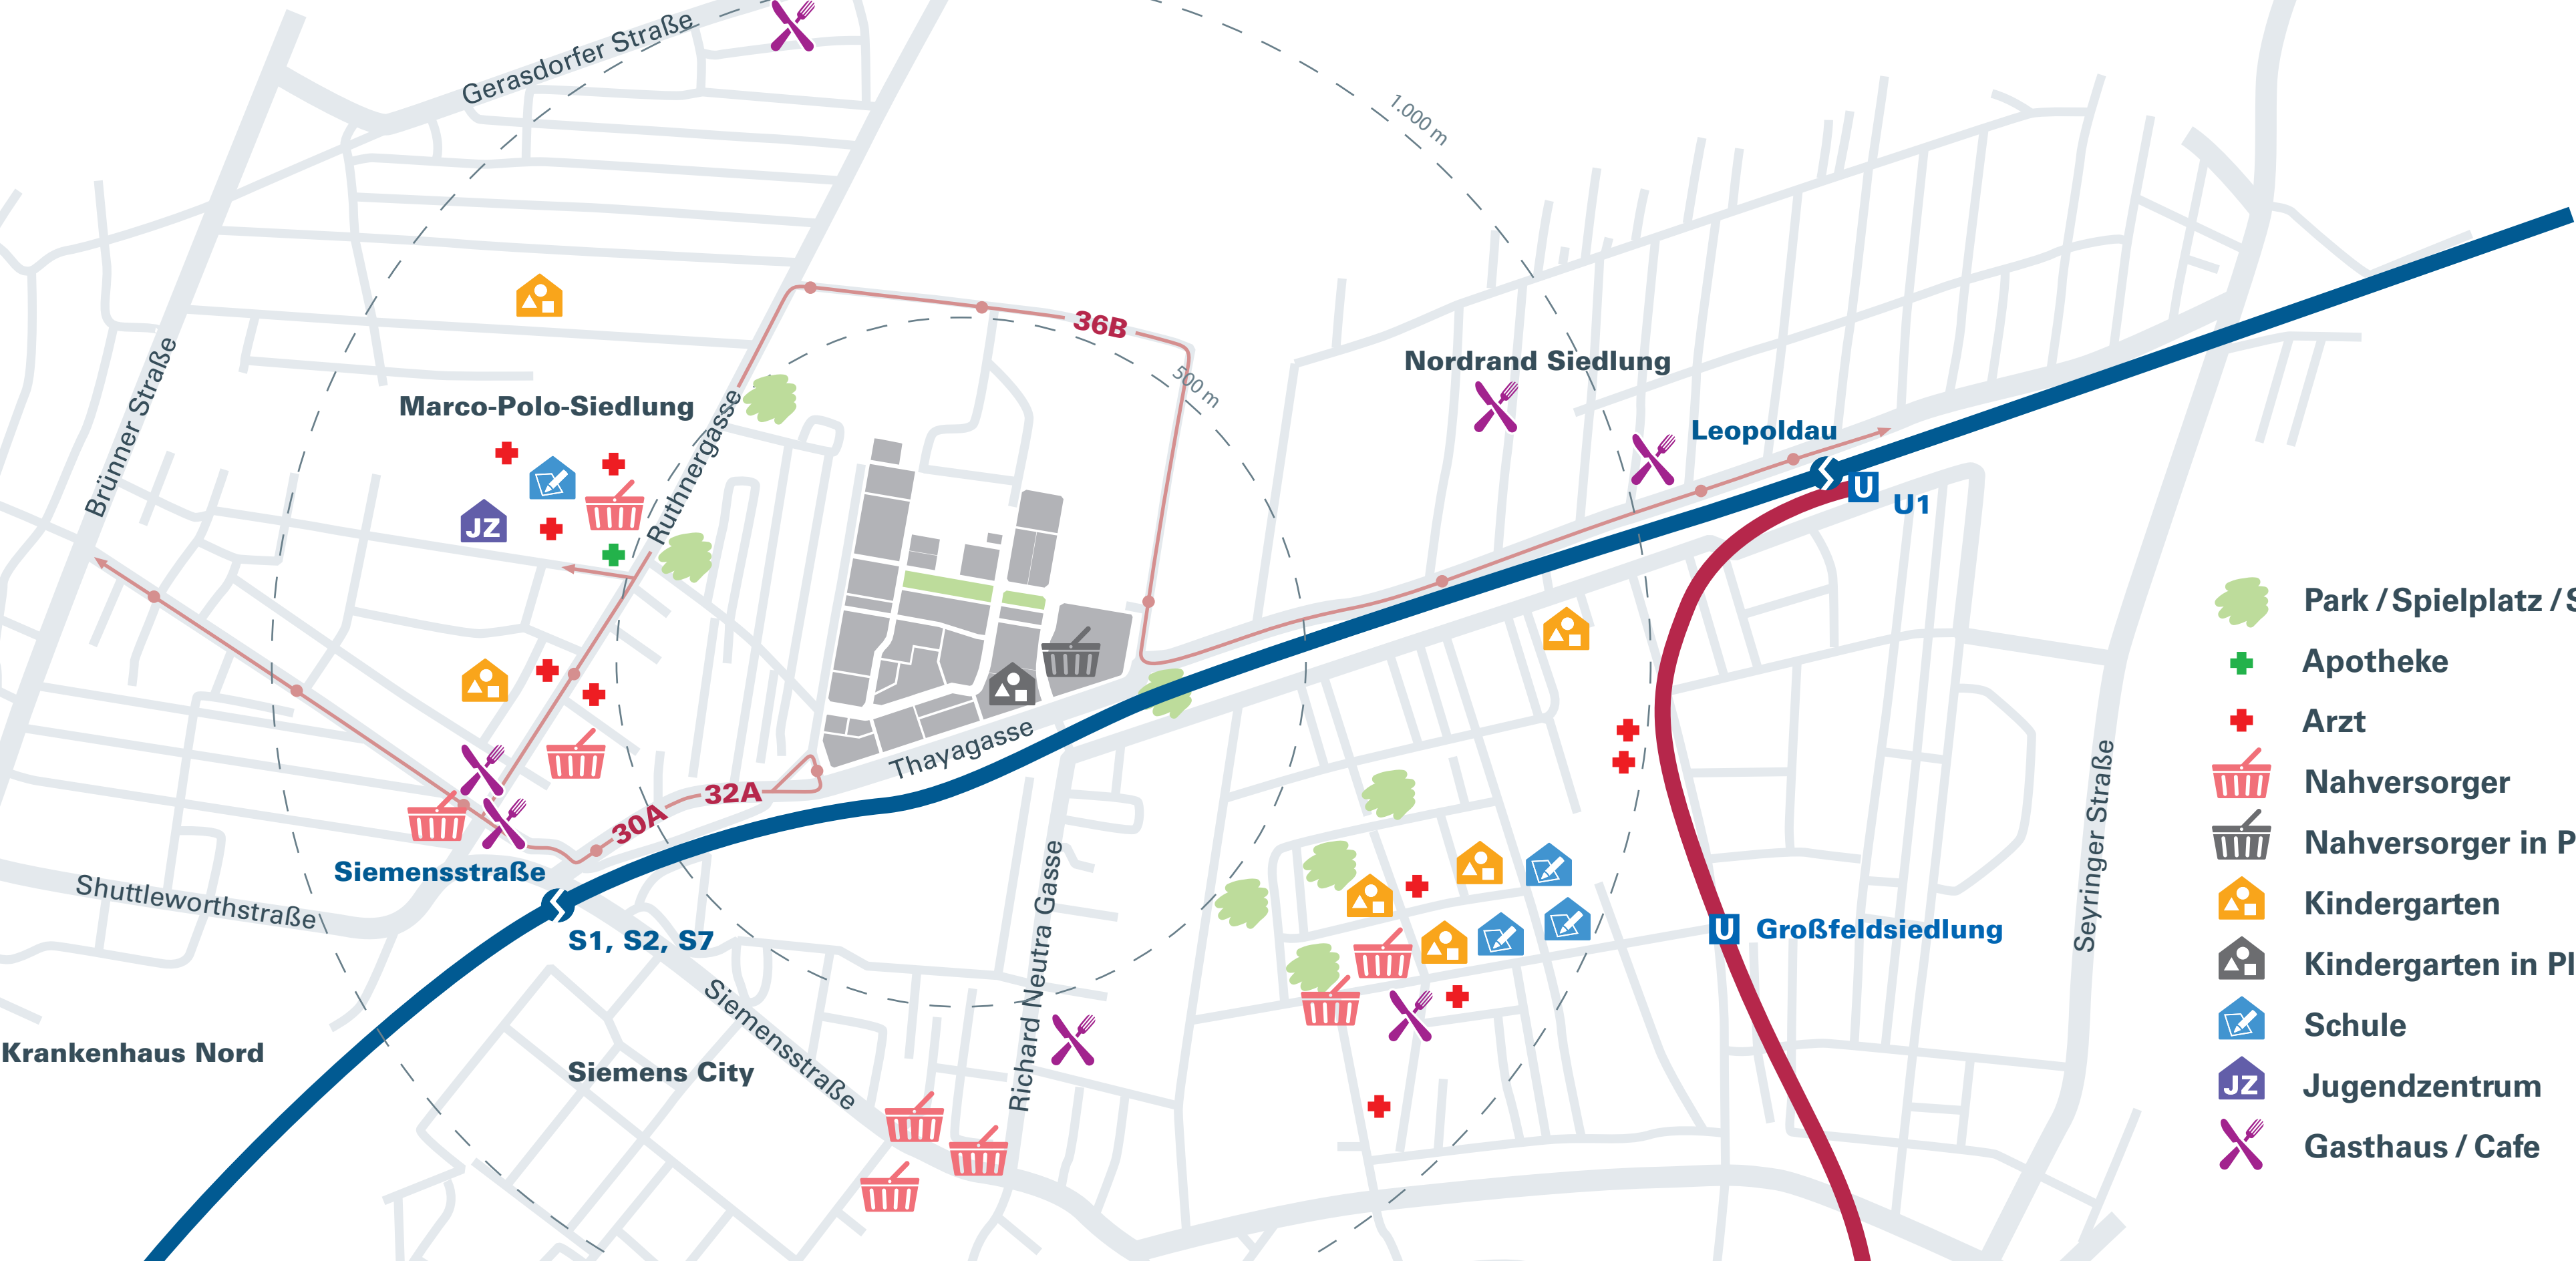 Gerasdorfer Straße
1.000 m
36B
Brünner Straße
Nordrand Siedlung
500 m
Marco-Polo-Siedlung
Ruthnergasse
Leopoldau
U
U1
JZ
Park / Spielplatz / S
Apotheke
Arzt
Thayagasse
Nahversorger
32A
30A
Nahversorger in P
Siemensstraße
Shuttleworthstraße
Richard Neutra Gasse
Seyringer Straße
Kindergarten
S1, S2, S7
U Großfeldsiedlung
Kindergarten in Pl
Siemensstraße
Schule
Krankenhaus Nord
Siemens City
JZ Jugendzentrum
Gasthaus / Cafe